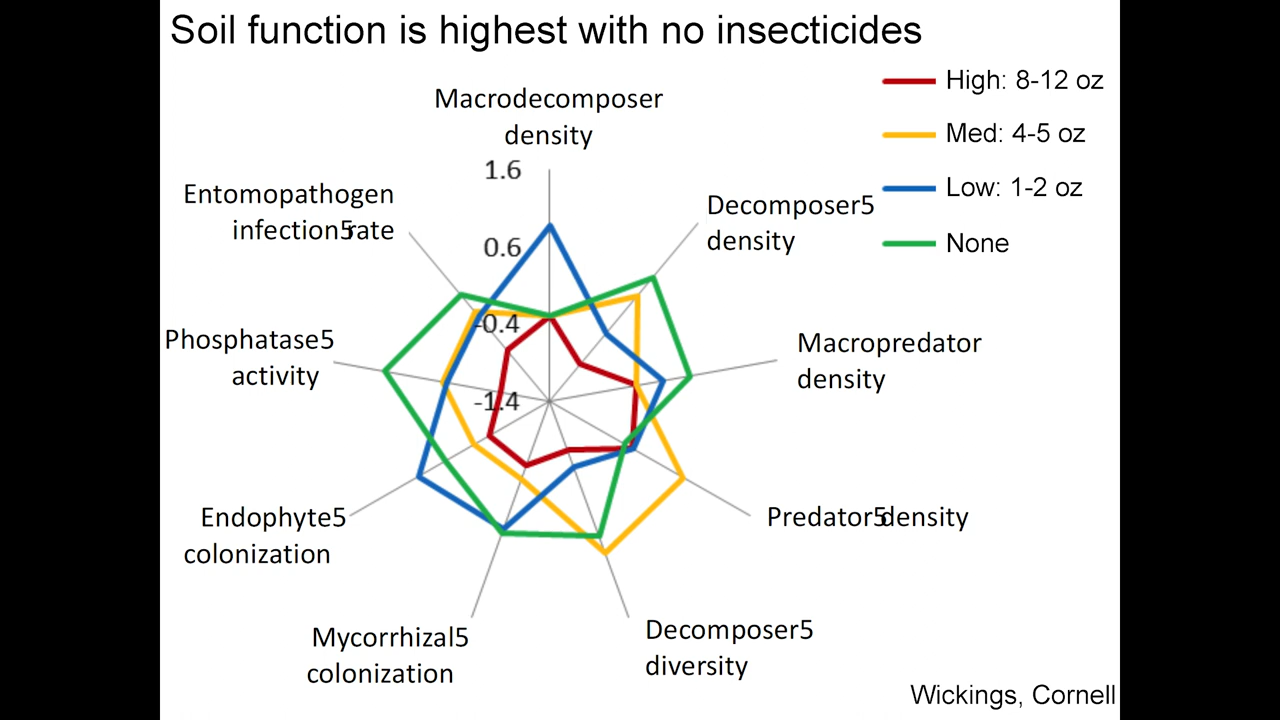 Soil function is highest with no insecticides
High: 8-12 oz
Med: 4-5 oz
Low: 1-2 oz
None
Macrodecomposer
density
1.6
0.6
-0.4
-1.4
Decomposer5
density
Macropredator
density
Predator5density
Decomposer5
diversity
Mycorrhizal5
colonization
Endophyte5
colonization
Phosphatase5
activity
Entomopathogen
infection5rate
Wickings, Cornell